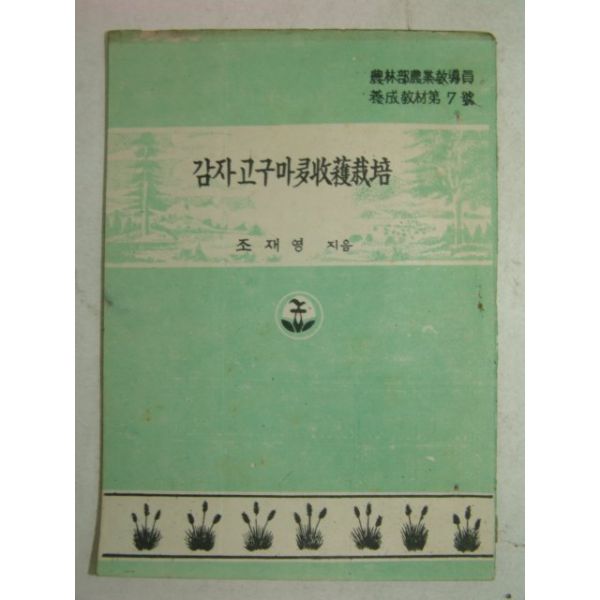 農林部農業敎導員
養成敎材第 7 號
감자고구마多收穫栽培
조재영 지음